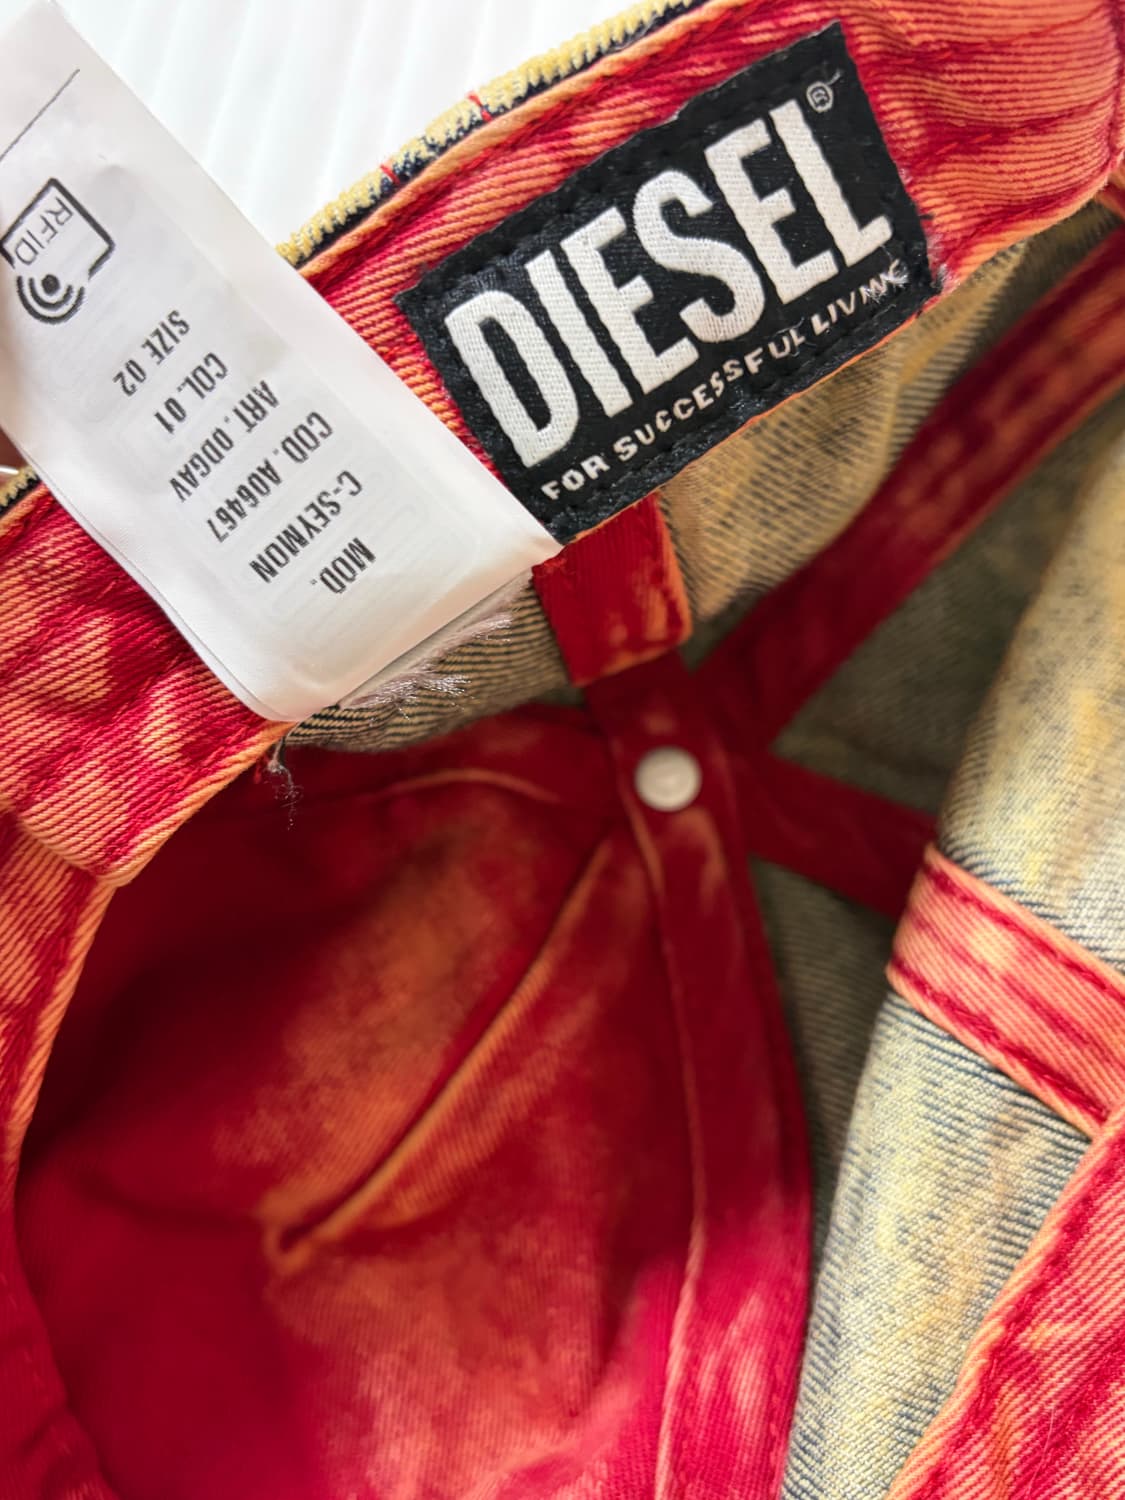 DIESEL®
FOR SUCCESSFUL LIVING
MOD.
C-SEYMON
COD. A06467
ART. 0DGAV
COL. 01
SIZE 02
RFID